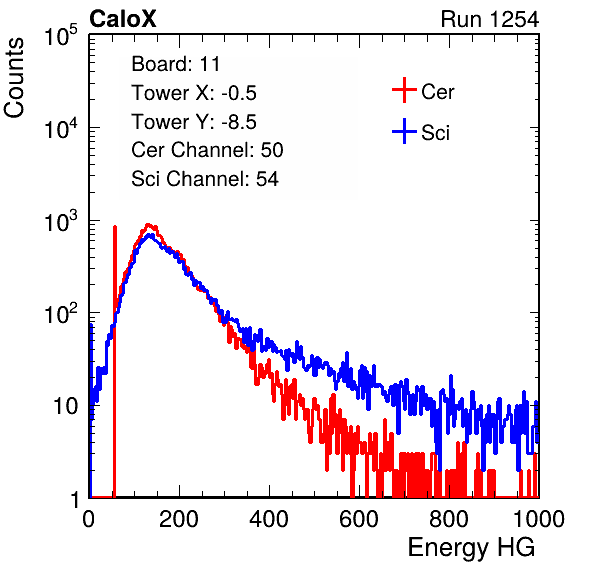 CaloX Run 1254
Counts
10^5
10^4
10^3
10^2
10
1
Board: 11
Tower X: -0.5
Tower Y: -8.5
Cer Channel: 50
Sci Channel: 54
Cer
Sci
0 200 400 600 800 1000
Energy HG